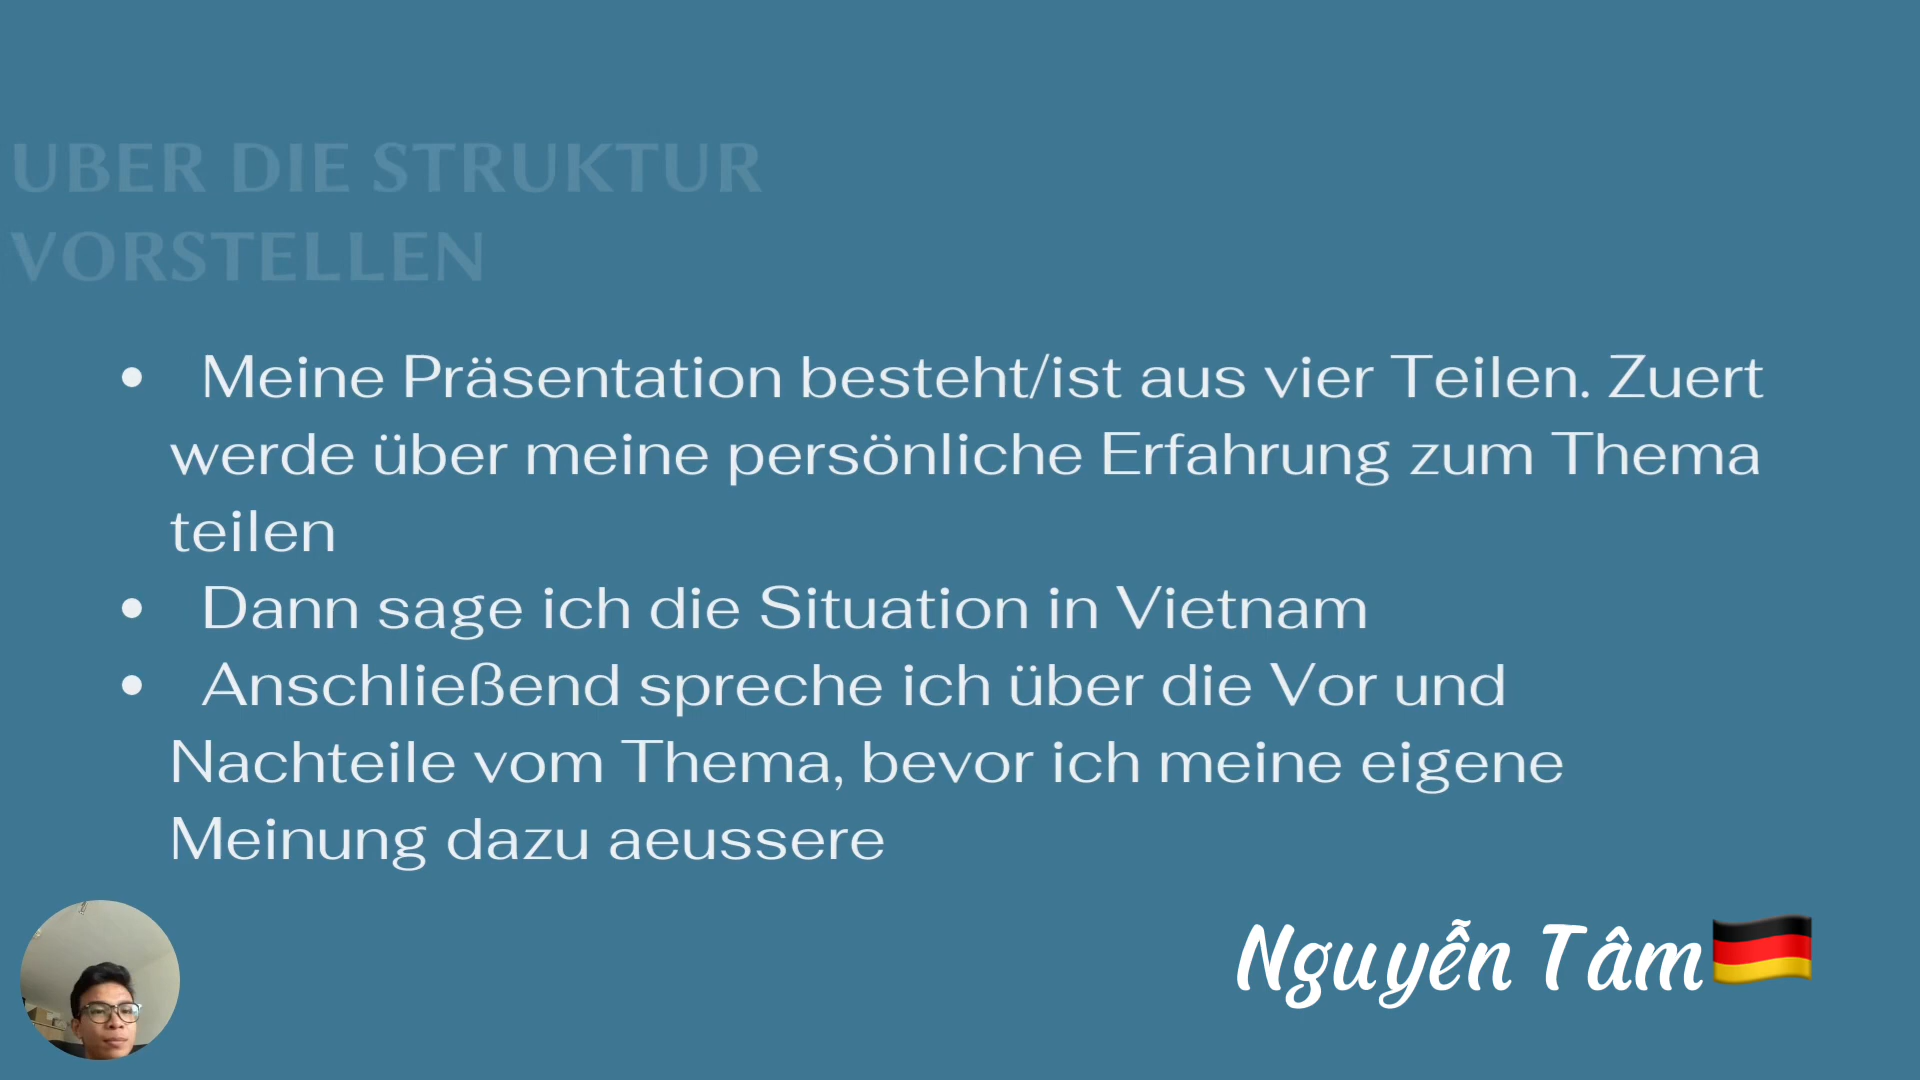 UBER DIE STRUKTUR
VORSTELLEN
• Meine Präsentation besteht/ist aus vier Teilen. Zuert
werde über meine persönliche Erfahrung zum Thema
teilen
• Dann sage ich die Situation in Vietnam
• Anschließend spreche ich über die Vor und
Nachteile vom Thema, bevor ich meine eigene
Meinung dazu aeussere
Nguyễn Tâm